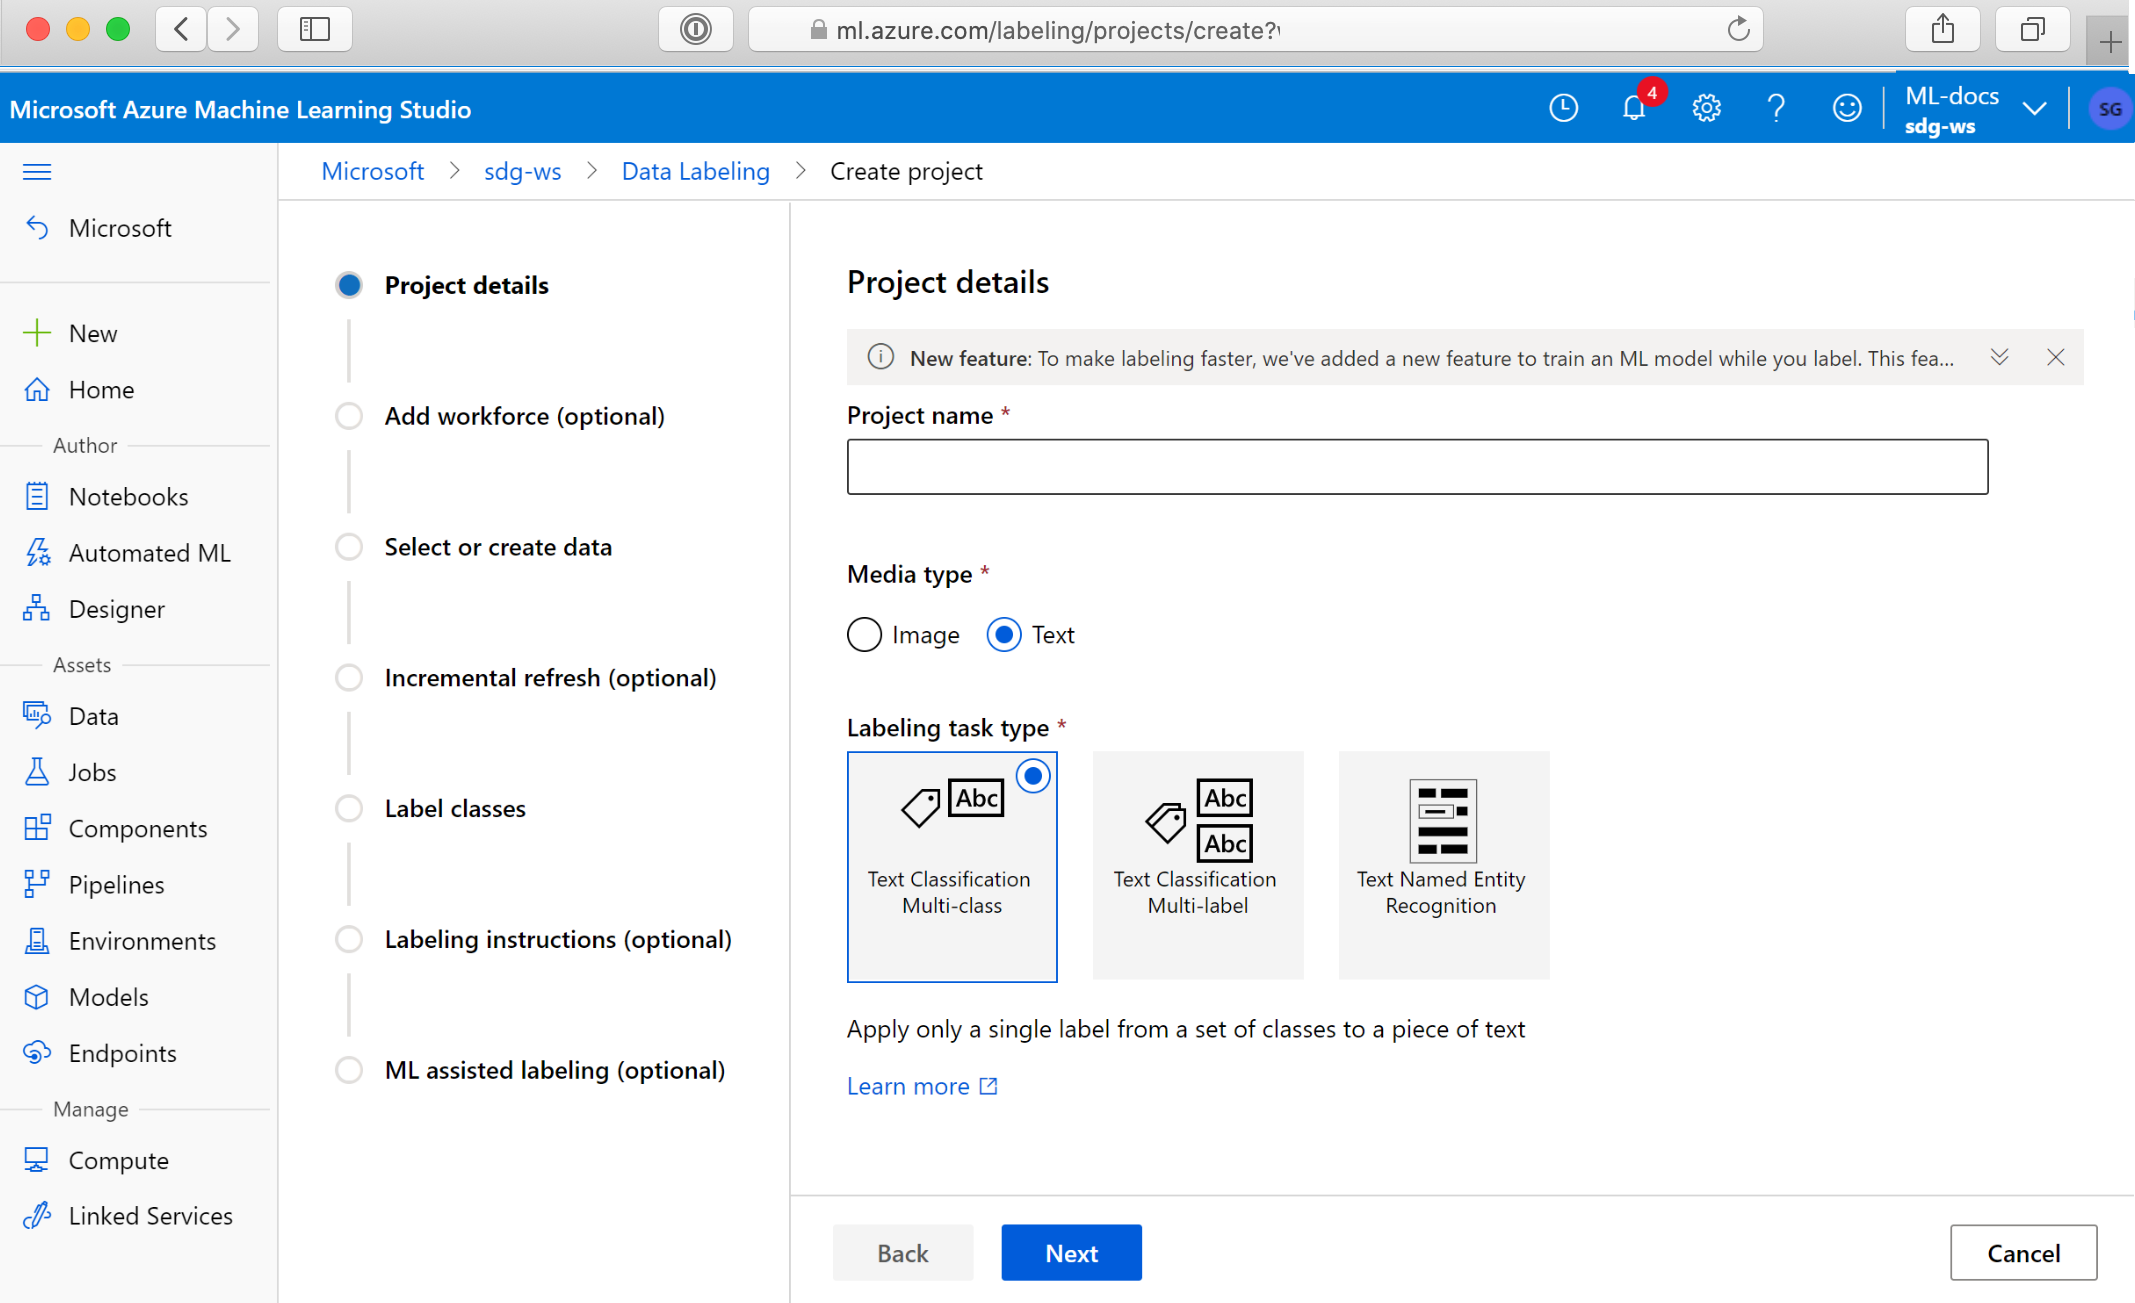 ml.azure.com/labeling/projects/create?
Microsoft Azure Machine Learning Studio
4
ML-docs
sdg-ws
SG
Microsoft
sdg-ws
Data Labeling
Create project
Microsoft
New
Home
Author
Notebooks
Automated ML
Designer
Assets
Data
Jobs
Components
Pipelines
Environments
Models
Endpoints
Manage
Compute
Linked Services
Project details
Add workforce (optional)
Select or create data
Incremental refresh (optional)
Label classes
Labeling instructions (optional)
ML assisted labeling (optional)
Project details
New feature: To make labeling faster, we've added a new feature to train an ML model while you label. This fea...
Project name *
Media type *
Image
Text
Labeling task type *
Abc
Text Classification
Multi-class
Abc
Abc
Text Classification
Multi-label
Text Named Entity
Recognition
Apply only a single label from a set of classes to a piece of text
Learn more
Back
Next
Cancel